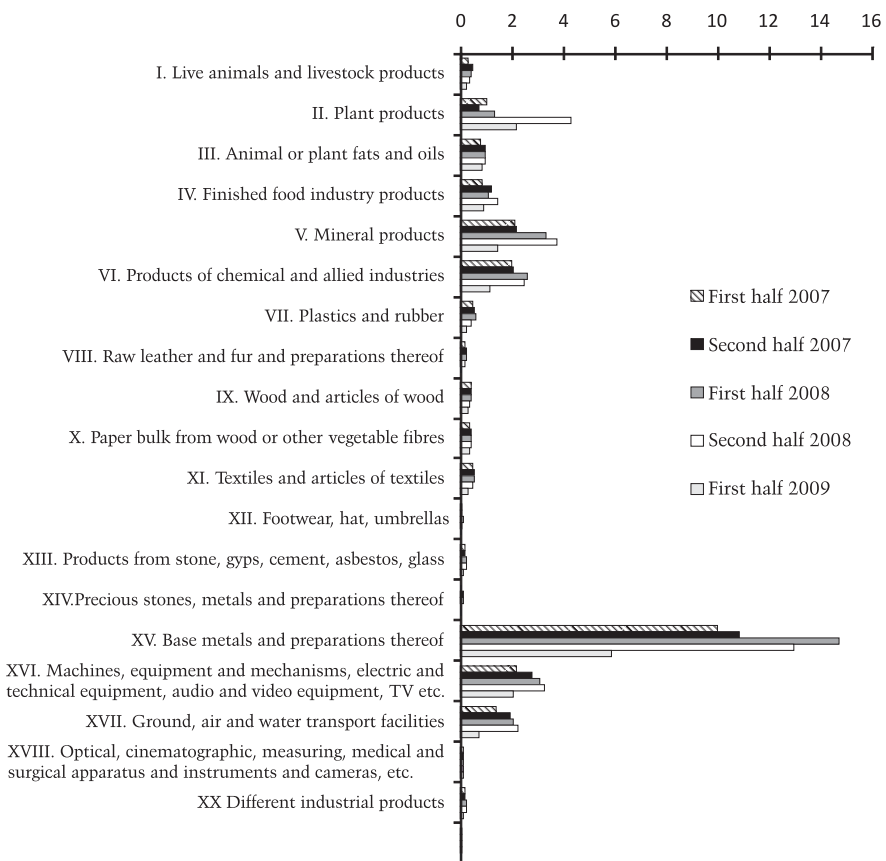 0 2 4 6 8 10 12 14 16
I. Live animals and livestock products
II. Plant products
III. Animal or plant fats and oils
IV. Finished food industry products
V. Mineral products
VI. Products of chemical and allied industries
First half 2007
VII. Plastics and rubber
Second half 2007
VIII. Raw leather and fur and preparations thereof
First half 2008
IX. Wood and articles of wood
X. Paper bulk from wood or other vegetable fibres
Second half 2008
XI. Textiles and articles of textiles
First half 2009
XII. Footwear, hat, umbrellas
XIII. Products from stone, gyps, cement, asbestos, glass
XIV.Precious stones, metals and preparations thereof
XV. Base metals and preparations thereof
XVI. Machines, equipment and mechanisms, electric and
technical equipment, audio and video equipment, TV etc.
XVII. Ground, air and water transport facilities
XVIII. Optical, cinematographic, measuring, medical and
surgical apparatus and instruments and cameras, etc.
XX Different industrial products